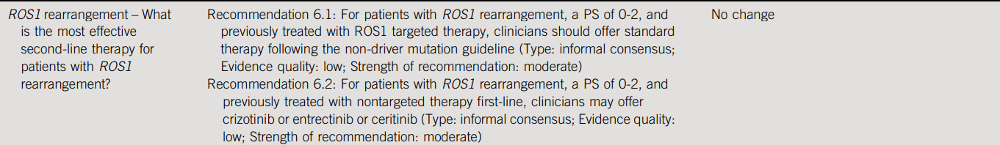 ROS1 rearrangement – What
is the most effective
second-line therapy for
patients with ROS1
rearrangement?
Recommendation 6.1: For patients with ROS1 rearrangement, a PS of 0-2, and
previously treated with ROS1 targeted therapy, clinicians should offer standard
therapy following the non-driver mutation guideline (Type: informal consensus;
Evidence quality: low; Strength of recommendation: moderate)
Recommendation 6.2: For patients with ROS1 rearrangement, a PS of 0-2, and
previously treated with nontargeted therapy first-line, clinicians may offer
crizotinib or entrectinib or ceritinib (Type: informal consensus; Evidence quality:
low; Strength of recommendation: moderate)
No change